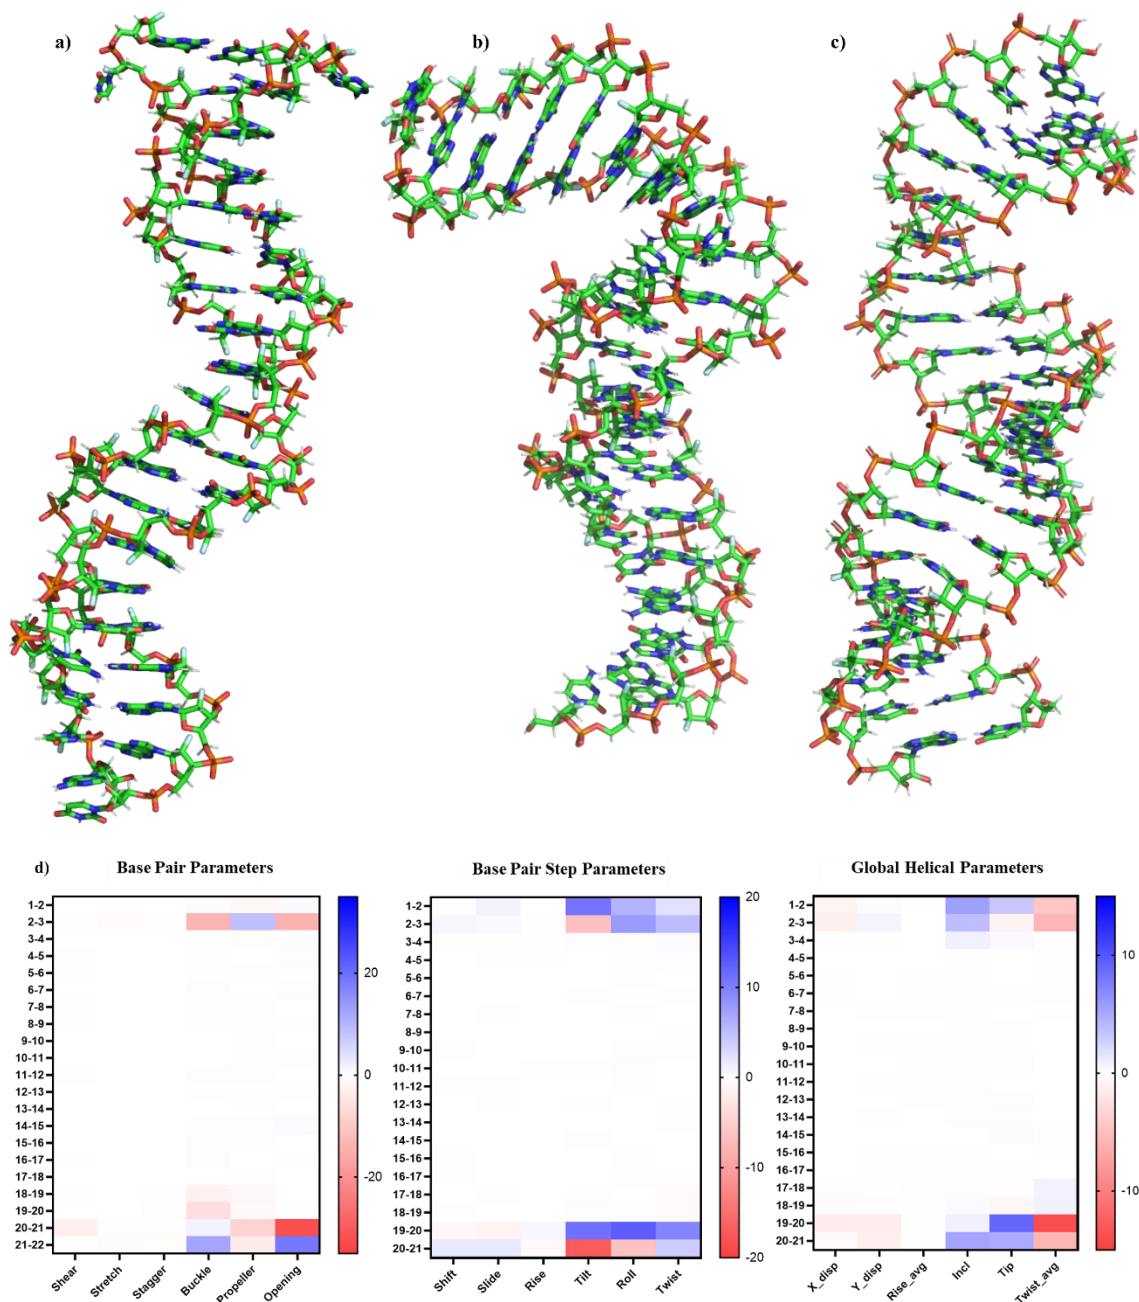 a)
b)
c)
d)
Base Pair Parameters
1-2
2-3
3-4
4-5
5-6
6-7
7-8
8-9
9-10
10-11
11-12
12-13
13-14
14-15
15-16
16-17
17-18
18-19
19-20
20-21
21-22
Shear
Stretch
Stagger
Buckle
Propeller
Opening
20
0
-20
Base Pair Step Parameters
1-2
2-3
3-4
4-5
5-6
6-7
7-8
8-9
9-10
10-11
11-12
12-13
13-14
14-15
15-16
16-17
17-18
18-19
19-20
20-21
Shift
Slide
Rise
Tilt
Roll
Twist
20
10
0
-10
-20
Global Helical Parameters
1-2
2-3
3-4
4-5
5-6
6-7
7-8
8-9
9-10
10-11
11-12
12-13
13-14
14-15
15-16
16-17
17-18
18-19
19-20
20-21
X_disp
Y_disp
Rise_avg
Incl
Tip
Twist_avg
10
0
-10